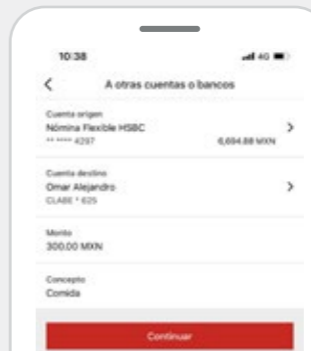 10:38
4G
A otras cuentas o bancos
Cuenta origen
Nómina Flexible HSBC
** **** 4297 6,694.88 MXN
Cuenta destino
Omar Alejandro
CLABE * 625
Monto
300.00 MXN
Concepto
Comida
Continuar